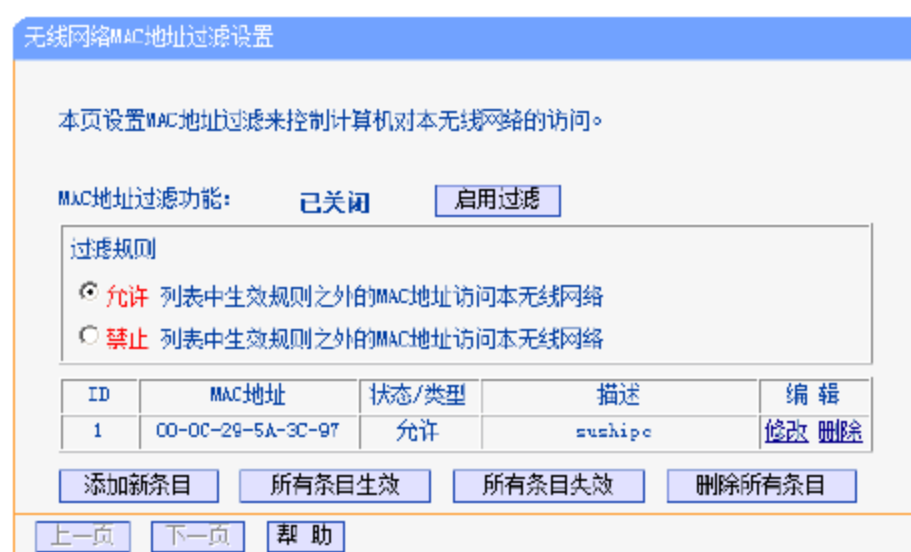 无线网络MAC地址过滤设置
本页设置MAC地址过滤来控制计算机对本无线网络的访问。
MAC地址过滤功能： 已关闭 启用过滤
过滤规则
允许 列表中生效规则之外的MAC地址访问本无线网络
禁止 列表中生效规则之外的MAC地址访问本无线网络
ID MAC地址 状态/类型 描述 编 辑
1 00-0C-29-5A-3C-97 允许 sushipc 修改 删除
添加新条目 所有条目生效 所有条目失效 删除所有条目
上一页 下一页 帮 助